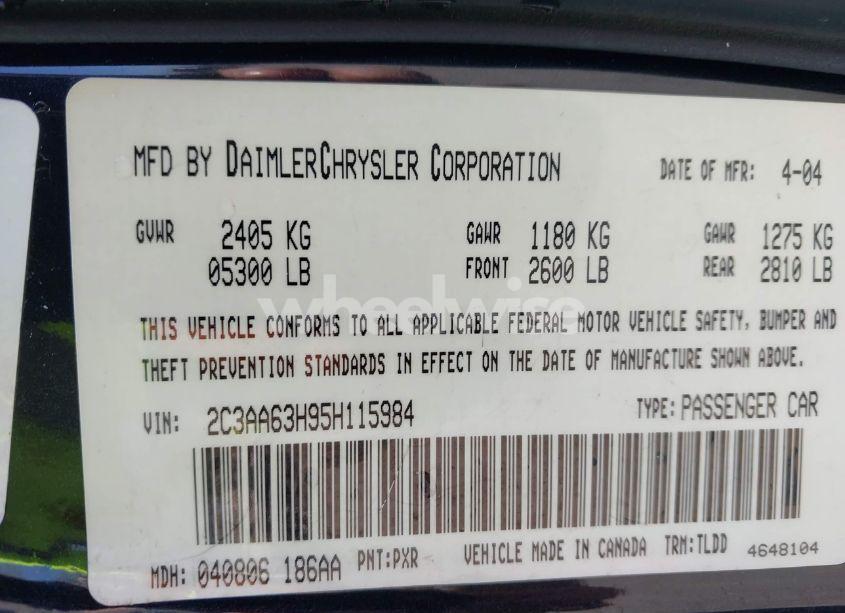 MFD BY DAIMLERCHRYSLER CORPORATION DATE OF MFR: 4-04
GVWR 2405 KG GAWR 1180 KG GAWR 1275 KG
05300 LB FRONT 2600 LB REAR 2810 LB
wheelwise
THIS VEHICLE CONFORMS TO ALL APPLICABLE FEDERAL MOTOR VEHICLE SAFETY, BUMPER AND
THEFT PREVENTION STANDARDS IN EFFECT ON THE DATE OF MANUFACTURE SHOWN ABOVE.
VIN: 2C3AA63H95H115984 TYPE: PASSENGER CAR
MDH: 040806 186AA PNT: PXR VEHICLE MADE IN CANADA TRM: TLDD 4648104